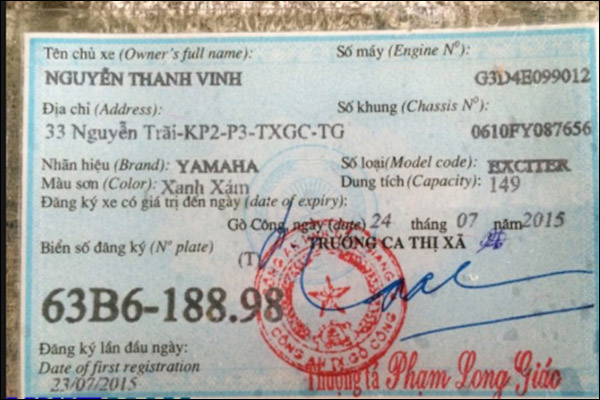 Tên chủ xe (Owner's full name): Số máy (Engine Nº):
NGUYỄN THANH VINH G3D4E099012
Địa chỉ (Address): Số khung (Chassis Nº):
33 Nguyễn Trãi-KP2-P3-TXGC-TG 0610FY087656
Nhãn hiệu (Brand): YAMAHA Số loại(Model code): EXCITER
Màu sơn (Color): Xanh Xám Dung tích (Capacity): 149
Đăng ký xe có giá trị đến ngày (date of expiry):
Gò Công, ngày (date) 24 tháng 07 năm2015
Biển số đăng ký (Nº plate) TRƯỞNG CA THỊ XÃ
(T)
63B6-188.98
CÔNG AN TX GÒ CÔNG
Đăng ký lần đầu ngày:
Date of first registration Thượng tá Phạm Long Giáo
23/07/2015